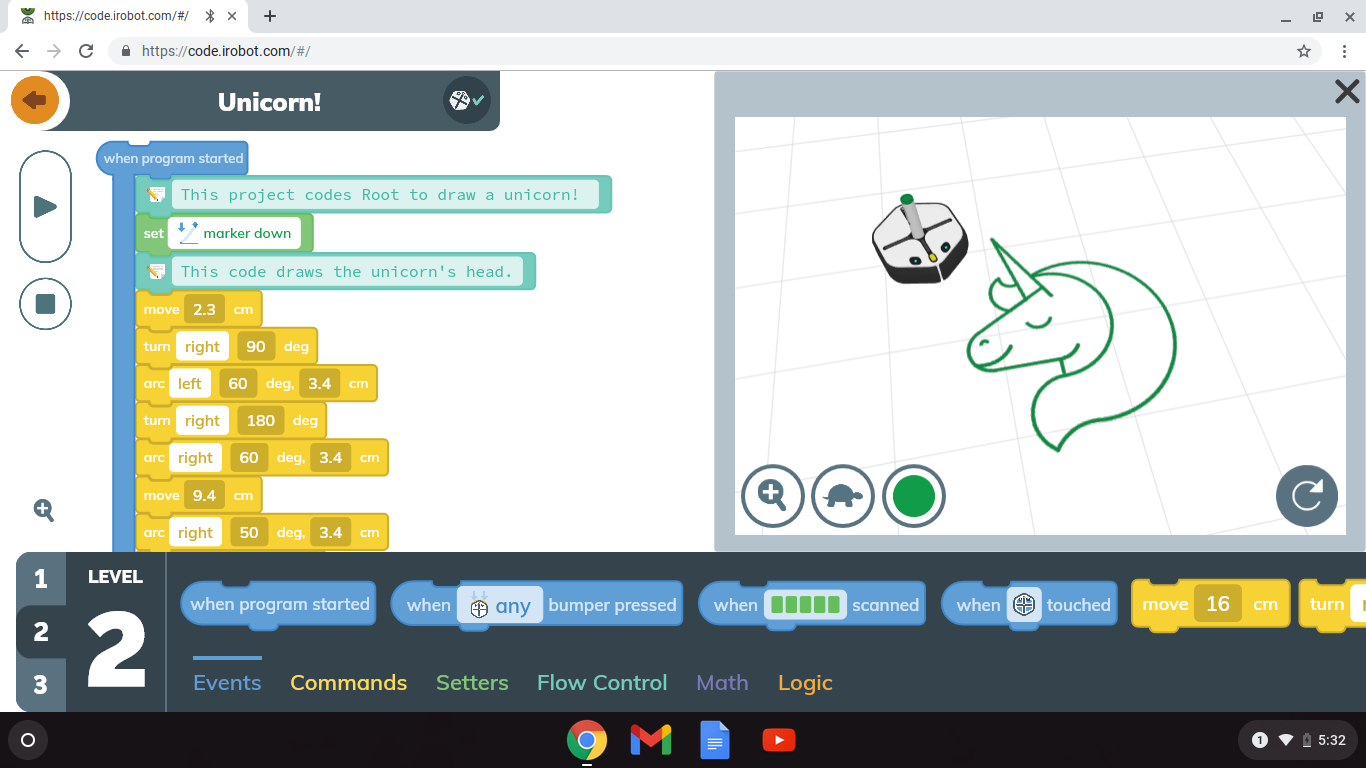 https://code.irobot.com/#/
https://code.irobot.com/#/
Unicorn!
when program started
This project codes Root to draw a unicorn!
set marker down
This code draws the unicorn's head.
move 2.3 cm
turn right 90 deg
arc left 60 deg, 3.4 cm
turn right 180 deg
arc right 60 deg, 3.4 cm
move 9.4 cm
arc right 50 deg, 3.4 cm
1
2
3
LEVEL
2
when program started
when any bumper pressed
when scanned
when touched
move 16 cm
turn
Events Commands Setters Flow Control Math Logic
1 5:32